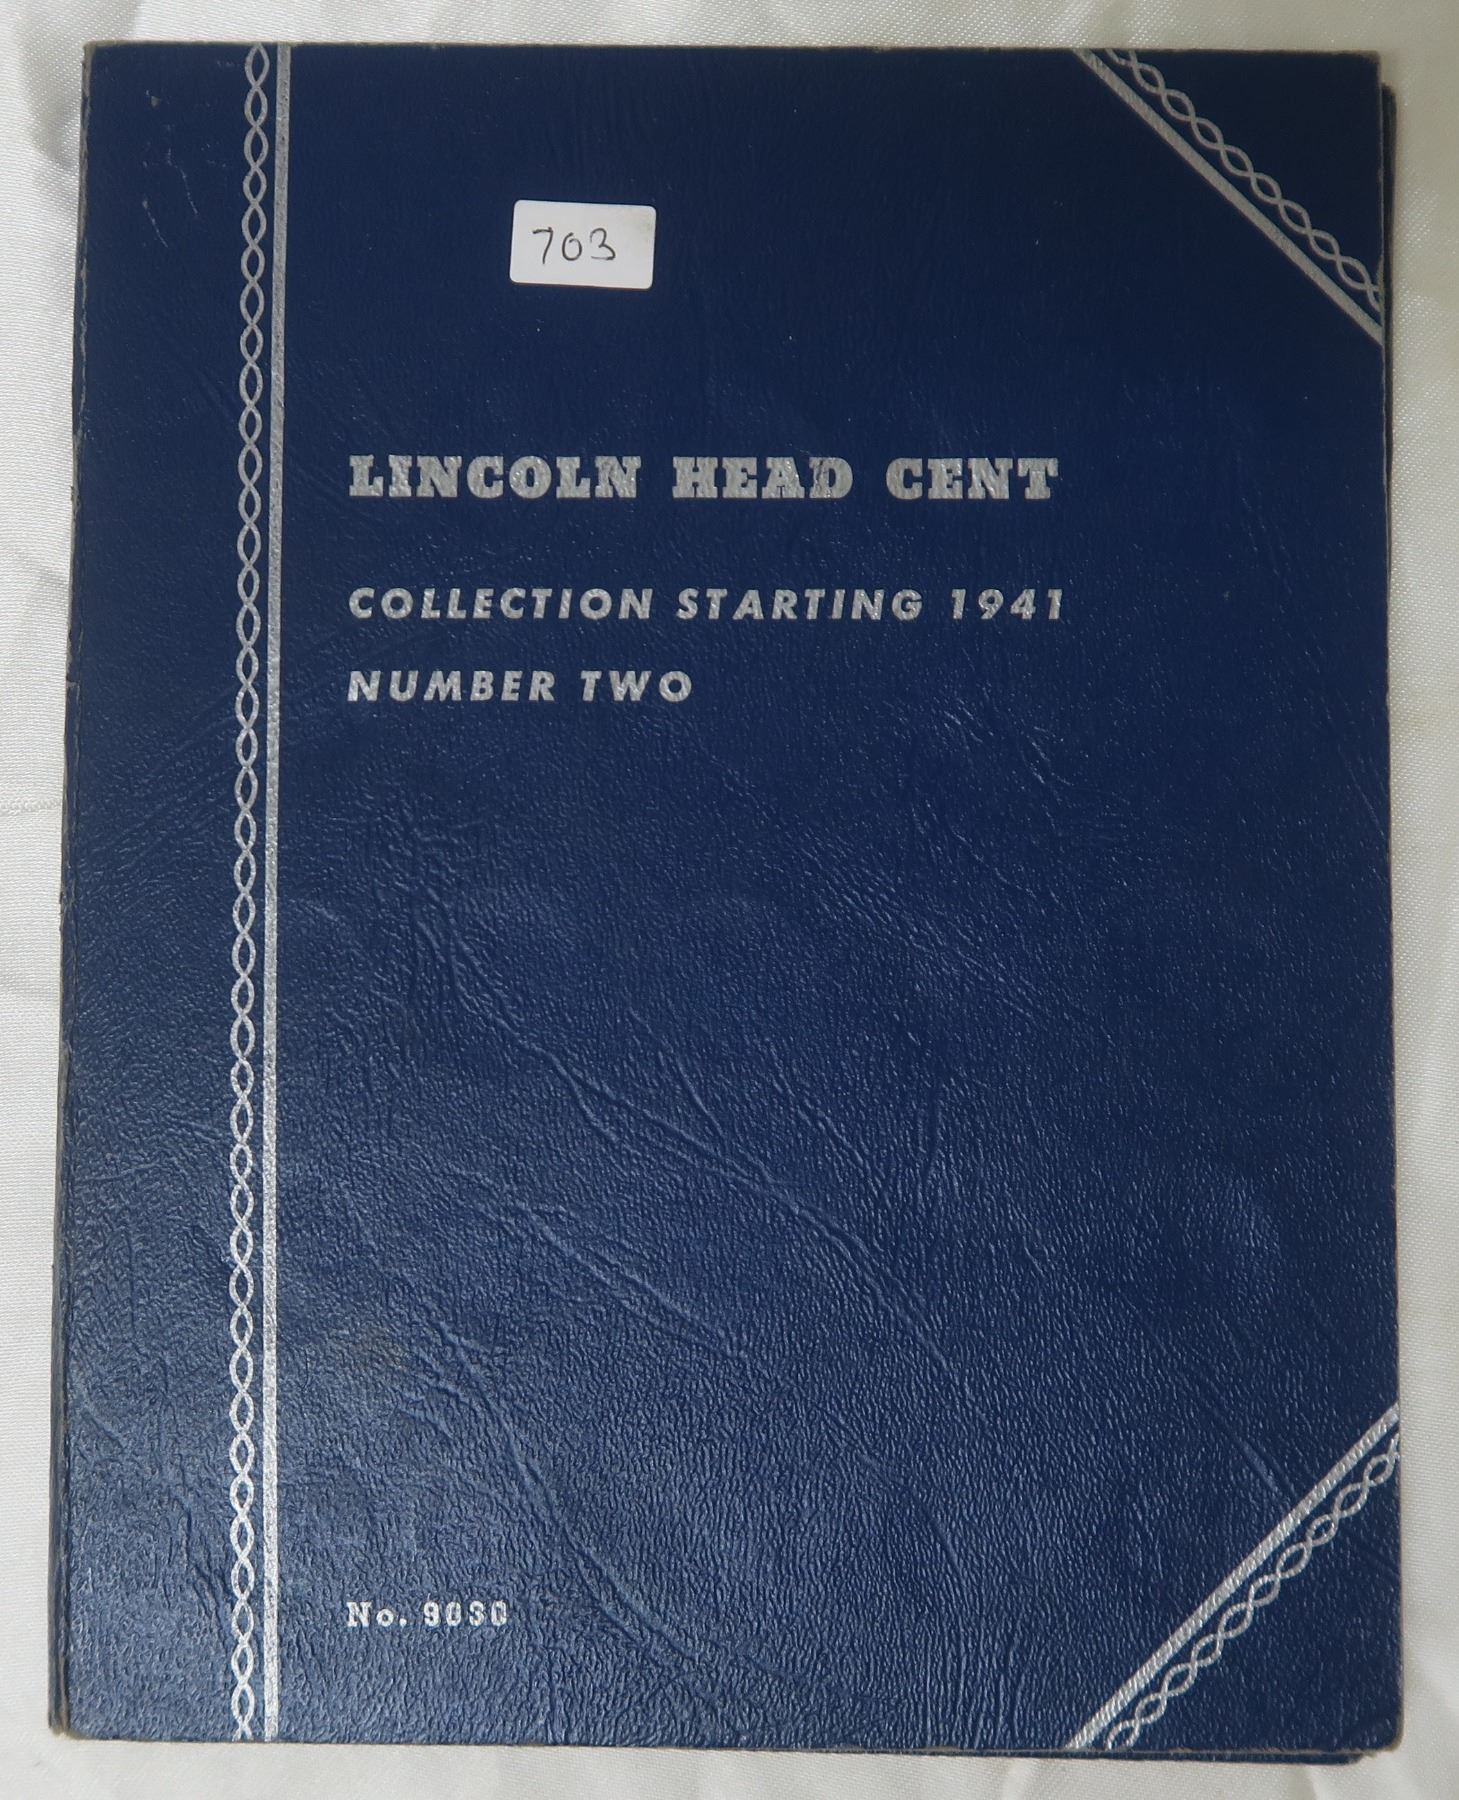 703
LINCOLN HEAD CENT
COLLECTION STARTING 1941
NUMBER TWO
No. 9030